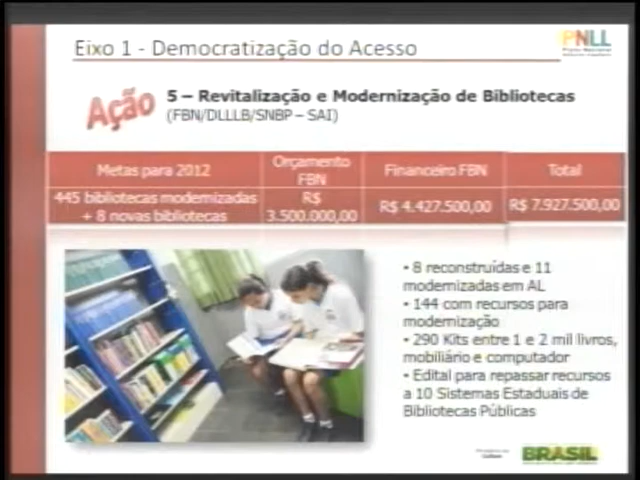 Eixo 1 - Democratização do Acesso
PNLL
Ação
5 – Revitalização e Modernização de Bibliotecas
(FBN/DLLLB/SNBP – SAI)
Metas para 2012
Orçamento
FBN
Financeiro FBN
Total
445 bibliotecas modernizadas
+ 8 novas bibliotecas
R$
3.500.000,00
R$ 4.427.500,00
R$ 7.927.500,00
• 8 reconstruídas e 11
modernizadas em AL
• 144 com recursos para
modernização
• 290 Kits entre 1 e 2 mil livros,
mobiliário e computador
• Edital para repassar recursos
a 10 Sistemas Estaduais de
Bibliotecas Públicas
BRASIL